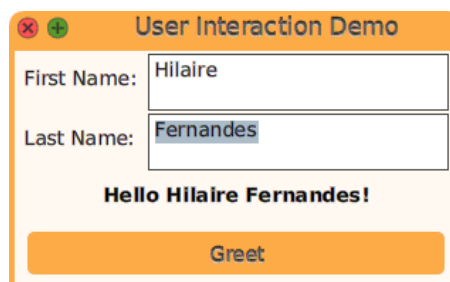 User Interaction Demo
First Name: Hilaire
Last Name: Fernandes
Hello Hilaire Fernandes!
Greet